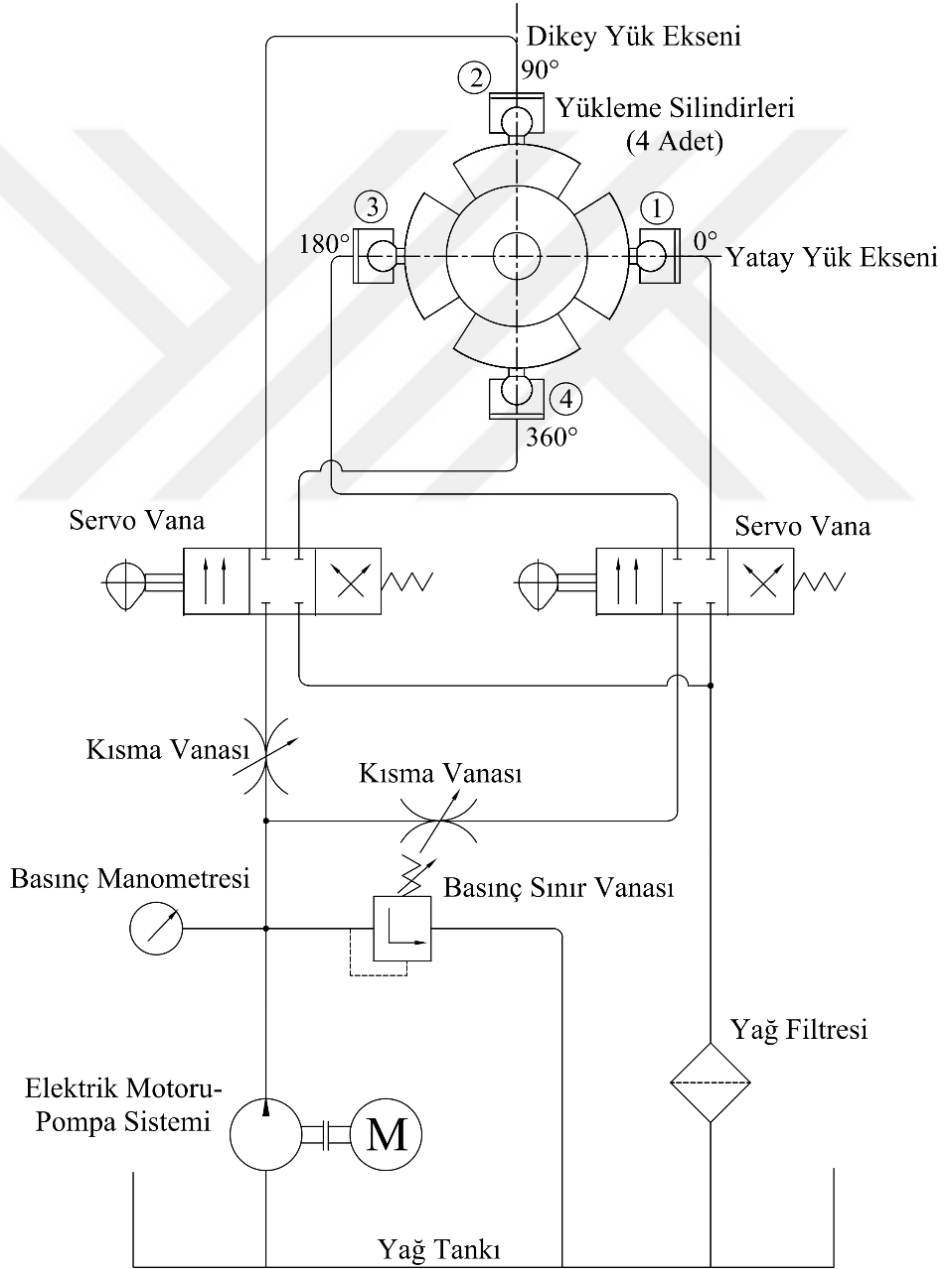 Dikey Yük Ekseni
90°
2
Yükleme Silindirleri
(4 Adet)
3
1
180°
0°
Yatay Yük Ekseni
4
360°
Servo Vana
Servo Vana
Kısma Vanası
Kısma Vanası
Basınç Manometresi
Basınç Sınır Vanası
Yağ Filtresi
Elektrik Motoru-
Pompa Sistemi
M
Yağ Tankı